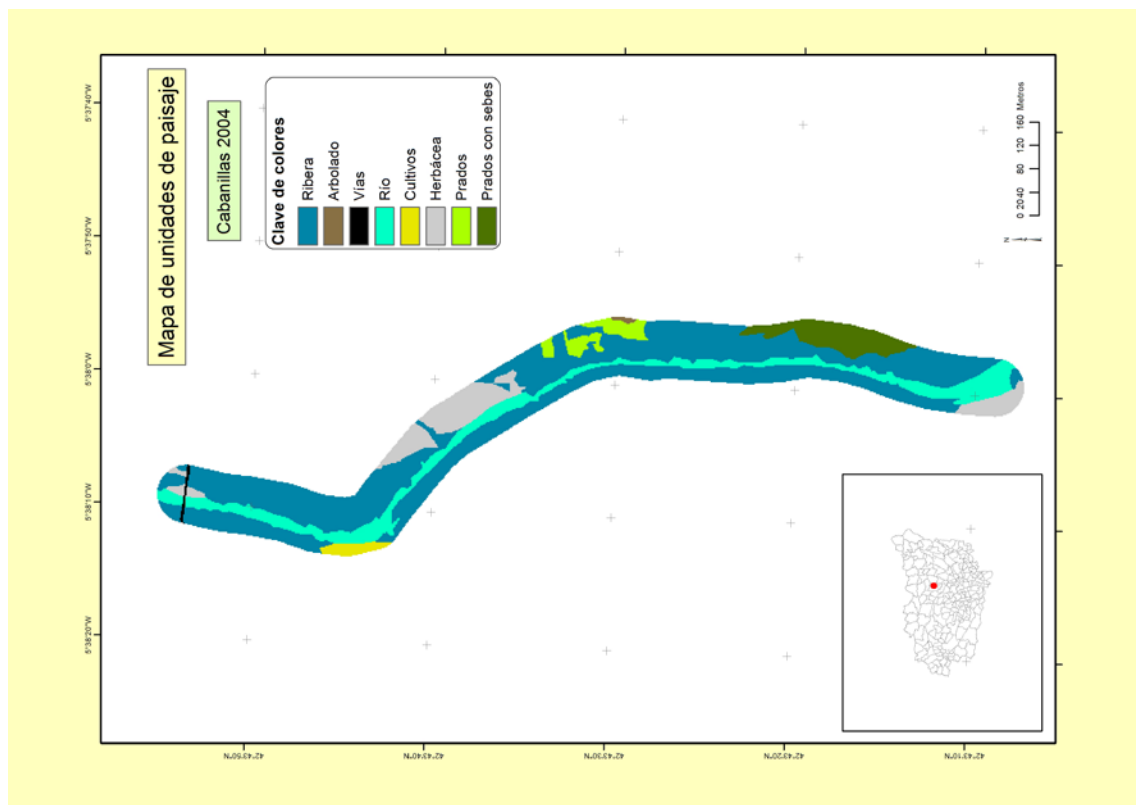 Mapa de unidades de paisaje
Cabanillas 2004
Clave de colores
Ribera
Arbolado
Vías
Río
Cultivos
Herbácea
Prados
Prados con sebes
5°37'40"W
5°37'50"W
5°38'0"W
5°38'10"W
5°38'20"W
42°43'50"N
42°43'40"N
42°43'30"N
42°43'20"N
42°43'10"N
0 20 40 80 120 160 Metros
N